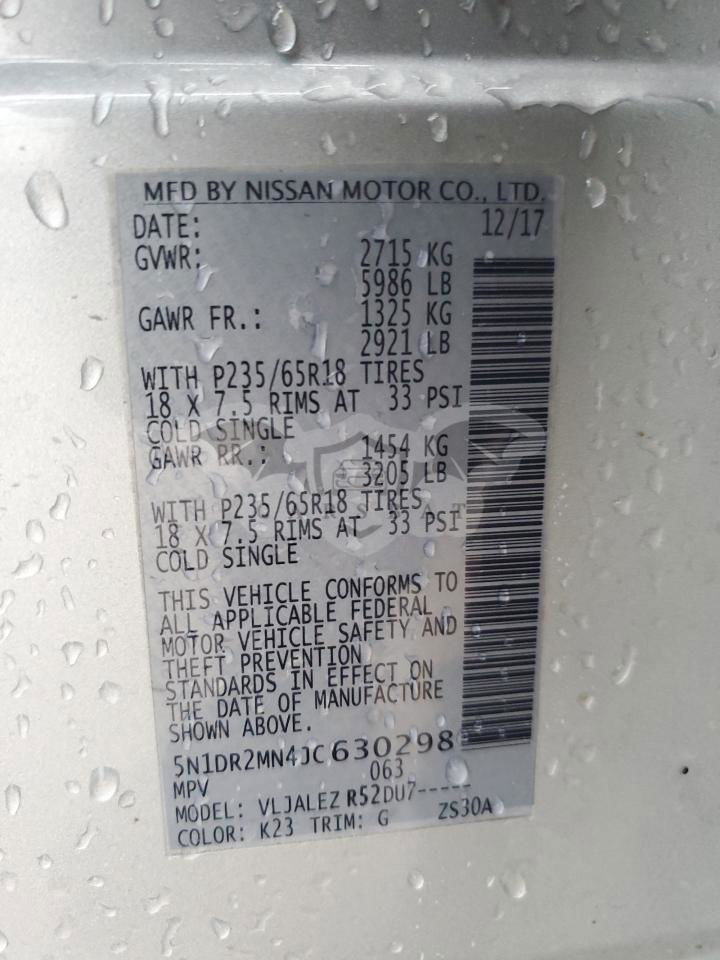 MFD BY NISSAN MOTOR CO., LTD.
DATE: 12/17
GVWR: 2715 KG
5986 LB
GAWR FR.: 1325 KG
2921 LB
WITH P235/65R18 TIRES
18 X 7.5 RIMS AT 33 PSI
COLD SINGLE
GAWR RR.: 1454 KG
3205 LB
WITH P235/65R18 TIRES
18 X 7.5 RIMS AT 33 PSI
COLD SINGLE
THIS VEHICLE CONFORMS TO
ALL APPLICABLE FEDERAL
MOTOR VEHICLE SAFETY AND
THEFT PREVENTION
STANDARDS IN EFFECT ON
THE DATE OF MANUFACTURE
SHOWN ABOVE.
5N1DR2MN4JC630298
MPV 063
MODEL: VLJALEZ R52DU7-----
COLOR: K23 TRIM: G ZS30A